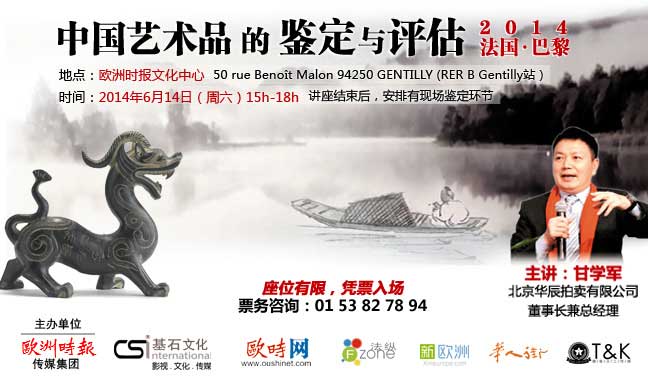 中国艺术品的鉴定与评估 2014
法国·巴黎
地点：欧洲时报文化中心 50 rue Benoît Malon 94250 GENTILLY (RER B Gentilly站）
时间：2014年6月14日（周六）15h-18h 讲座结束后，安排有现场鉴定环节
座位有限，凭票入场
票务咨询：01 53 82 78 94
主讲：甘学军
北京华辰拍卖有限公司
董事长兼总经理
主办单位
欧洲时报
传媒集团
CSi 基石文化
international
影视．文化．传媒
欧时网
www.oushinet.com
Fzone
新欧洲
www.xineurope.com
华人街
T&K